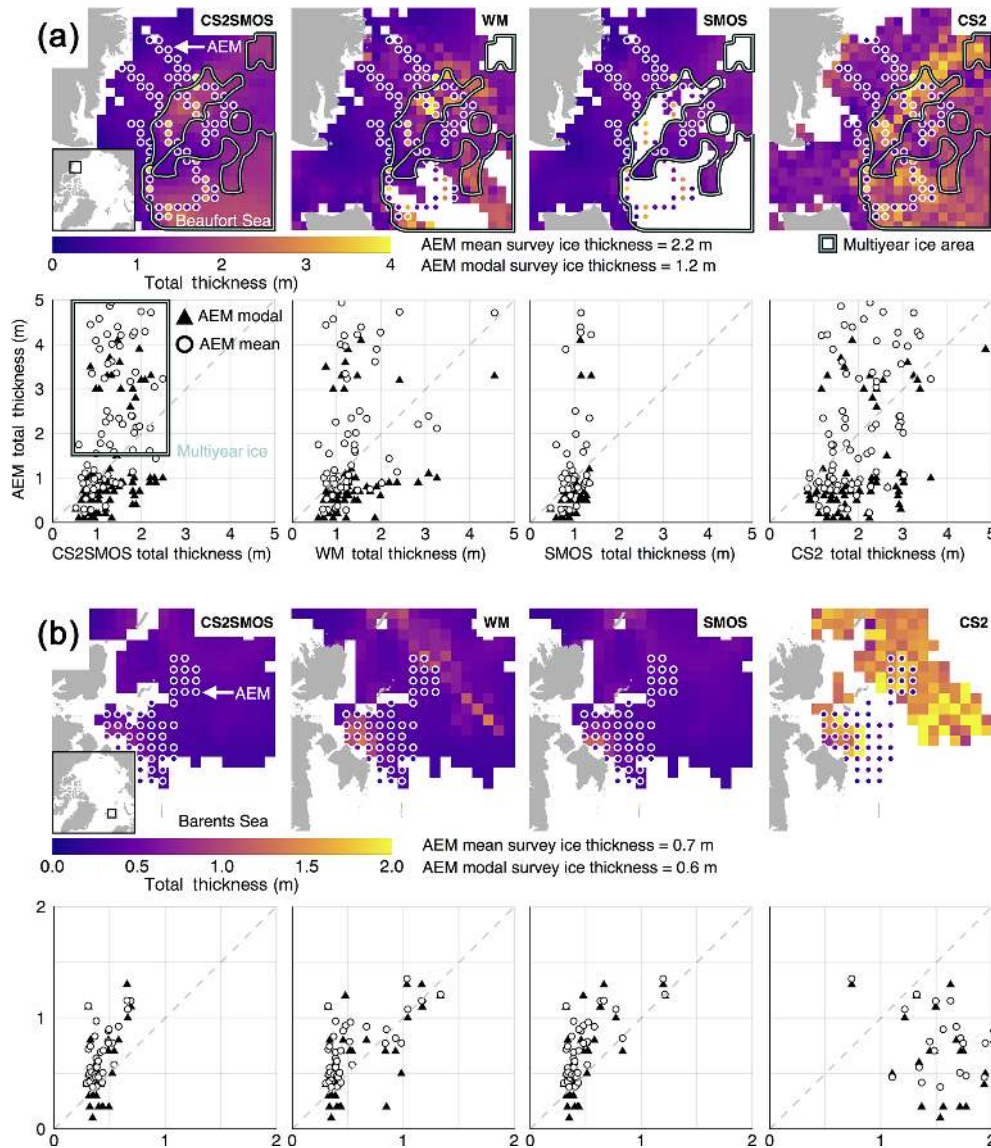 (a)
CS2SMOS
WM
SMOS
CS2
AEM
Beaufort Sea
0 1 2 3 4
Total thickness (m)
AEM mean survey ice thickness = 2.2 m
AEM modal survey ice thickness = 1.2 m
Multiyear ice area
AEM total thickness (m)
5
4
3
2
1
0
AEM modal
AEM mean
Multiyear ice
0 1 2 3 4 5
0 1 2 3 4 5
0 1 2 3 4 5
0 1 2 3 4 5
CS2SMOS total thickness (m)
WM total thickness (m)
SMOS total thickness (m)
CS2 total thickness (m)
(b)
CS2SMOS
WM
SMOS
CS2
AEM
Barents Sea
0.0 0.5 1.0 1.5 2.0
Total thickness (m)
AEM mean survey ice thickness = 0.7 m
AEM modal survey ice thickness = 0.6 m
2
1
0
0 1 2
0 1 2
0 1 2
0 1 2